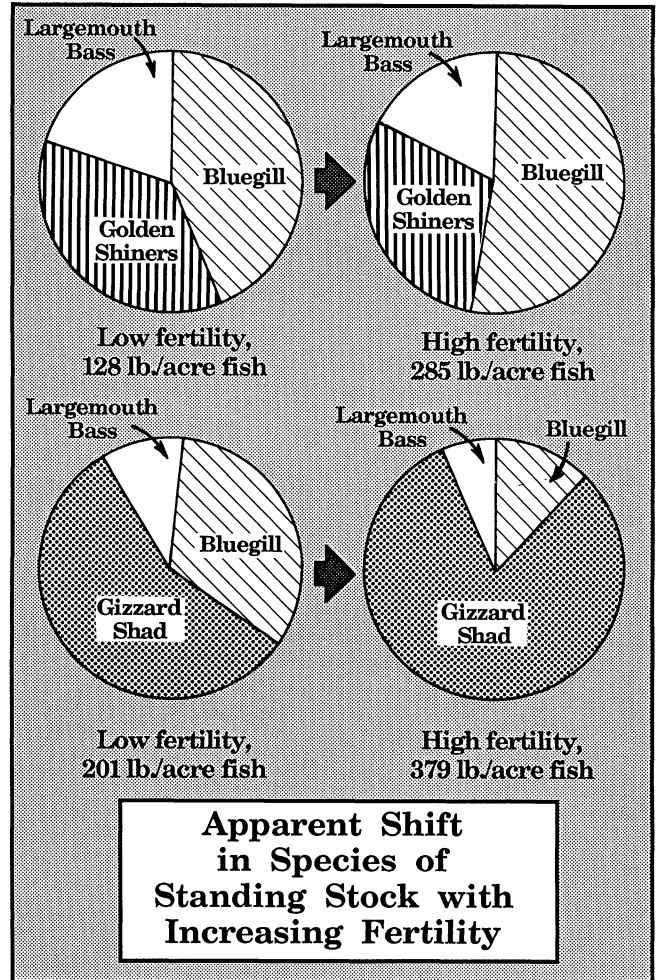 Largemouth
Bass
Bluegill
Golden
Shiners
Low fertility,
128 lb./acre fish
Largemouth
Bass
Bluegill
Golden
Shiners
High fertility,
285 lb./acre fish
Largemouth
Bass
Bluegill
Gizzard
Shad
Low fertility,
201 lb./acre fish
Largemouth
Bass
Bluegill
Gizzard
Shad
High fertility,
379 lb./acre fish
Apparent Shift
in Species of
Standing Stock with
Increasing Fertility